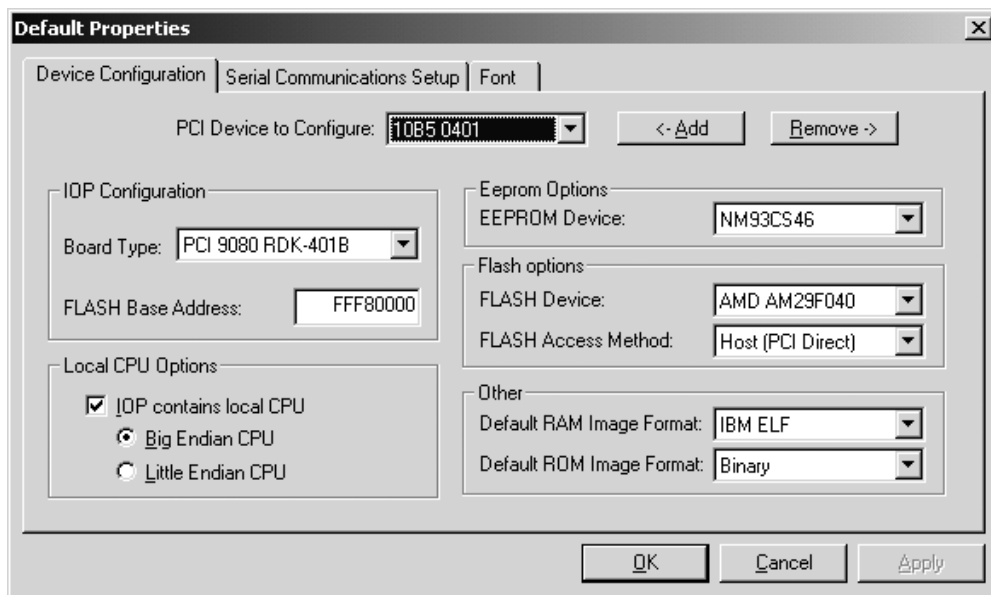 Default Properties
Device Configuration
Serial Communications Setup
Font
PCI Device to Configure:
10B5 0401
<- Add
Remove ->
IOP Configuration
Board Type:
PCI 9080 RDK-401B
FLASH Base Address:
FFF80000
Local CPU Options
IOP contains local CPU
Big Endian CPU
Little Endian CPU
Eeprom Options
EEPROM Device:
NM93CS46
Flash options
FLASH Device:
AMD AM29F040
FLASH Access Method:
Host (PCI Direct)
Other
Default RAM Image Format:
IBM ELF
Default ROM Image Format:
Binary
OK
Cancel
Apply